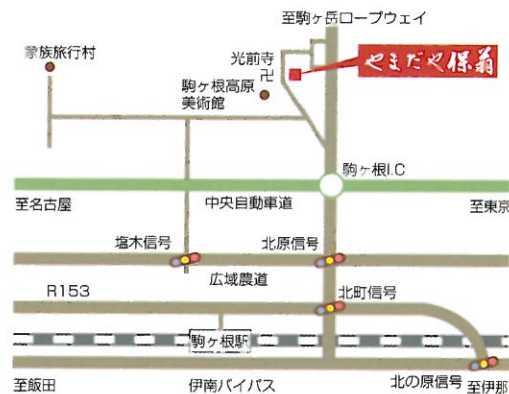 至駒ヶ岳ロープウェイ
家族旅行村
光前寺
卍
やまだや保翁
駒ヶ根高原
美術館
駒ヶ根I.C
至名古屋
中央自動車道
至東京
塩木信号
北原信号
広域農道
R153
北町信号
駒ヶ根駅
北の原信号
至飯田
伊南バイパス
至伊那